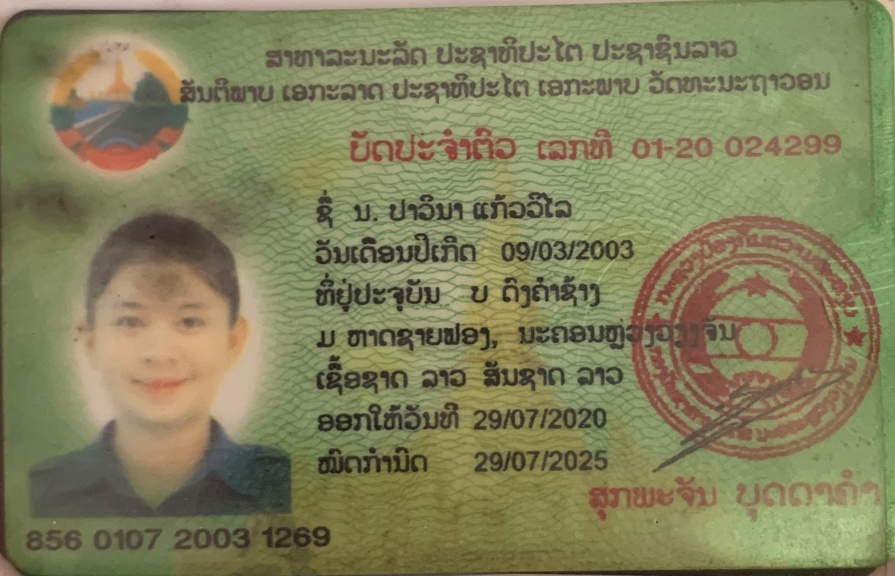 ສາທາລະນະລັດ ປະຊາທິປະໄຕ ປະຊາຊົນລາວ
ສັນຕິພາບ ເອກະລາດ ປະຊາທິປະໄຕ ເອກະພາບ ວັດທະນະຖາວອນ
ບັດປະຈຳຕົວ ເລກທີ 01-20 024299
ຊື່ ນ. ປາວິນາ ແກ້ວວິໄລ
ວັນເດືອນປີເກີດ 09/03/2003
ທີ່ຢູ່ປະຈຸບັນ ບ ດົງຄຳຊ້າງ
ມ ຫາດຊາຍຟອງ, ນະຄອນຫຼວງວຽງຈັນ
ເຊື້ອຊາດ ລາວ ສັນຊາດ ລາວ
ອອກໃຫ້ວັນທີ 29/07/2020
ໝົດກຳນົດ 29/07/2025
ສຸກພະຈັນ ບຸດດາຄຳ
856 0107 2003 1269